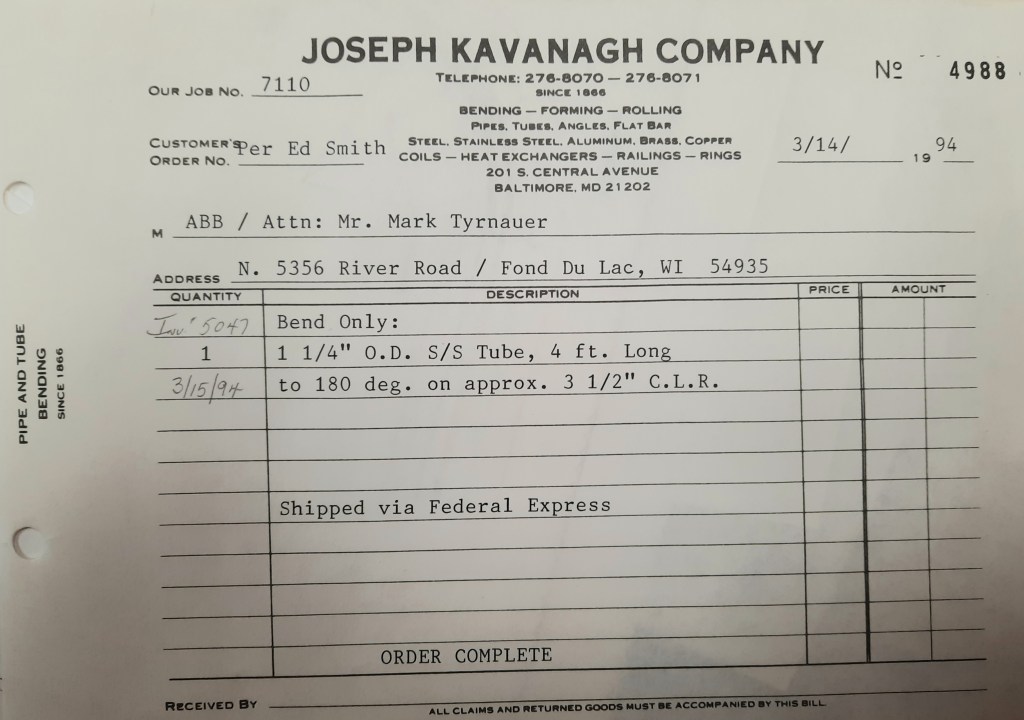 JOSEPH KAVANAGH COMPANY
TELEPHONE: 276-8070 — 276-8071
SINCE 1866
BENDING — FORMING — ROLLING
PIPES, TUBES, ANGLES, FLAT BAR
STEEL, STAINLESS STEEL, ALUMINUM, BRASS, COPPER
COILS — HEAT EXCHANGERS — RAILINGS — RINGS
201 S. CENTRAL AVENUE
BALTIMORE, MD 21202
Nº 4988
OUR JOB NO. 7110
CUSTOMER'S
ORDER NO. Per Ed Smith
3/14/ 19 94
M ABB / Attn: Mr. Mark Tyrnauer
ADDRESS N. 5356 River Road / Fond Du Lac, WI 54935
QUANTITY DESCRIPTION PRICE AMOUNT
Inv' 5047 Bend Only:
1 1 1/4" O.D. S/S Tube, 4 ft. Long
3/15/94 to 180 deg. on approx. 3 1/2" C.L.R.
Shipped via Federal Express
ORDER COMPLETE
RECEIVED BY
ALL CLAIMS AND RETURNED GOODS MUST BE ACCOMPANIED BY THIS BILL
PIPE AND TUBE
BENDING
SINCE 1866